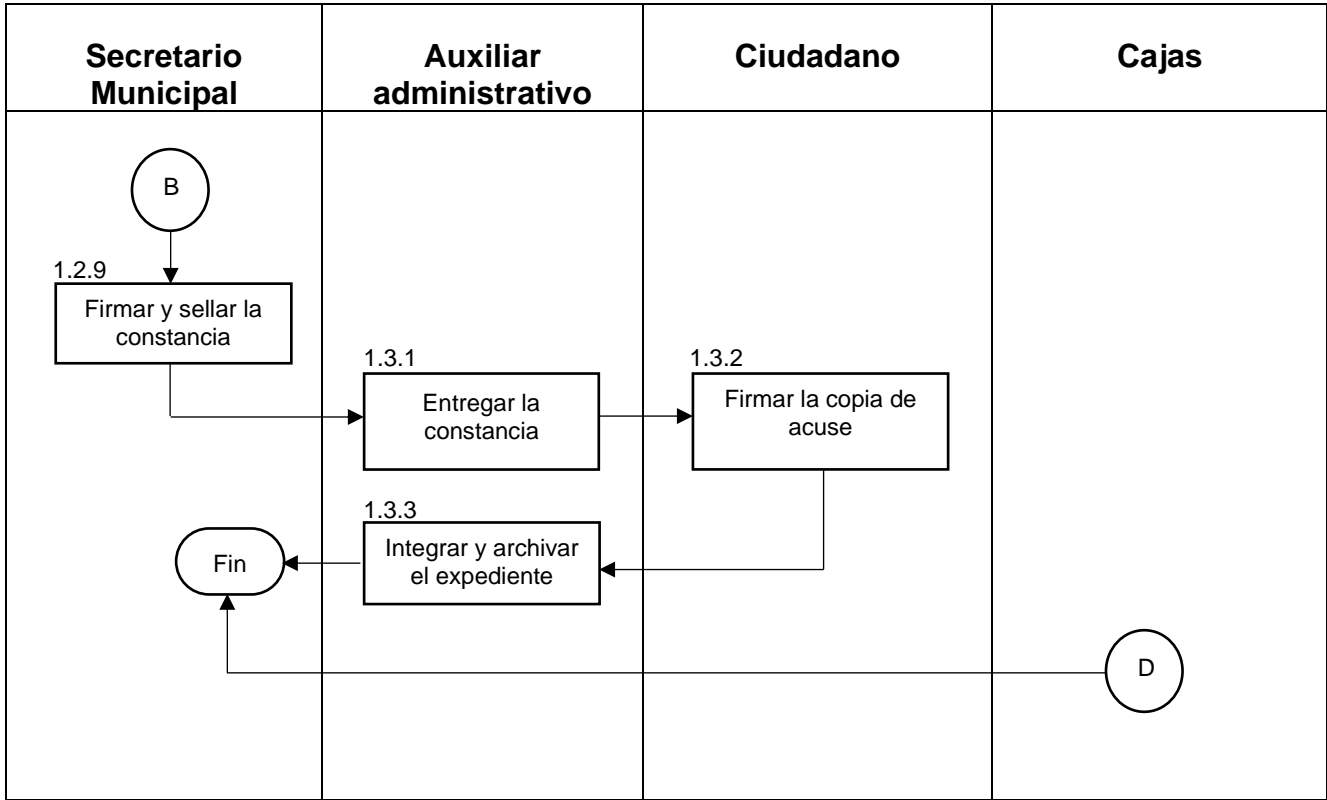 Secretario
Municipal
Auxiliar
administrativo
Ciudadano
Cajas
B
1.2.9
Firmar y sellar la
constancia
1.3.1
Entregar la
constancia
1.3.2
Firmar la copia de
acuse
1.3.3
Integrar y archivar
el expediente
Fin
D